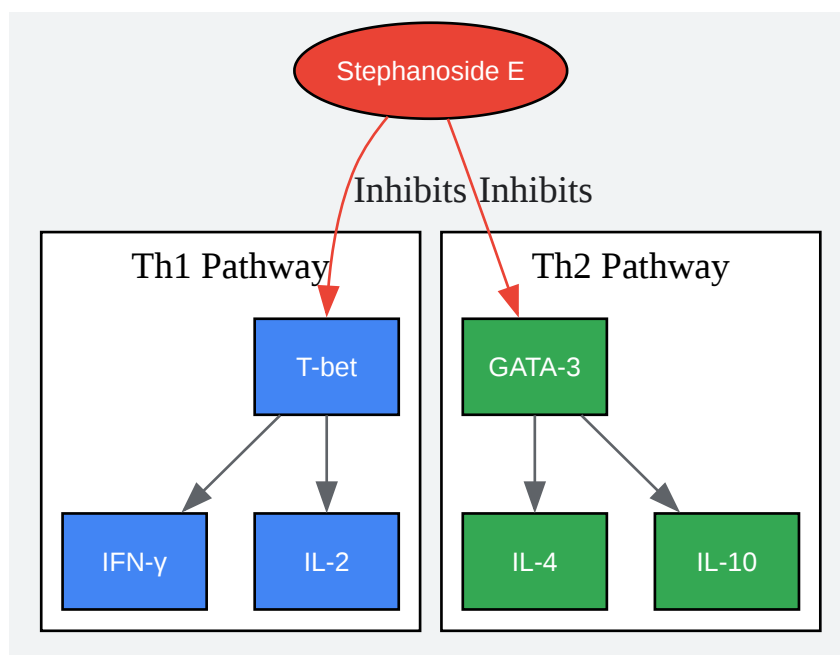 Stephanoside E
Inhibits
Inhibits
Th1 Pathway
Th2 Pathway
T-bet
GATA-3
IFN-γ
IL-2
IL-4
IL-10